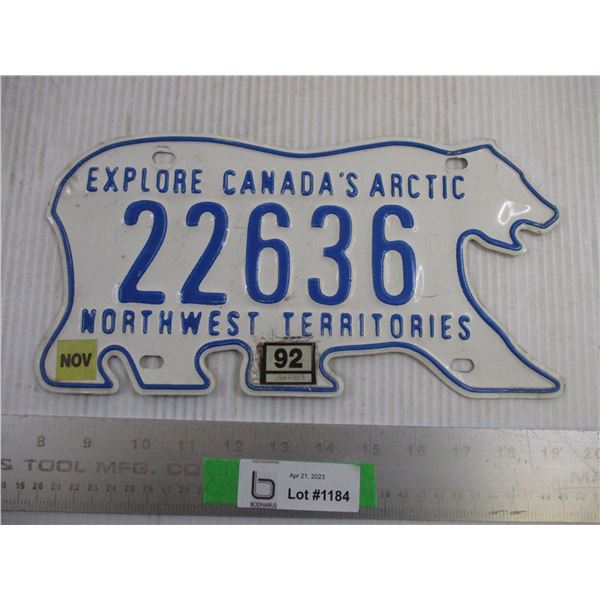 EXPLORE CANADA'S ARCTIC
22636
NORTHWEST TERRITORIES
NOV
92
8 9 10 11 12 13 14 15 16 17 18 19 20
S TOOL MFG. CO
Apr 21, 2023
b Lot #1184
BODNARUS